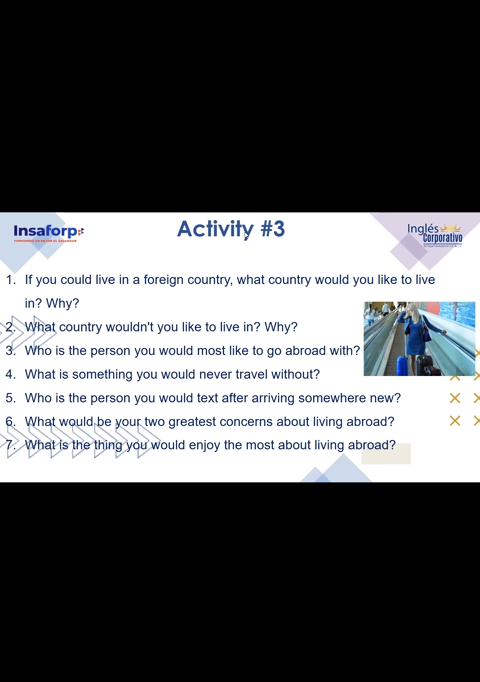 Insaforp
Activity #3
Inglés
Corporativo
1. If you could live in a foreign country, what country would you like to live
in? Why?
2. What country wouldn't you like to live in? Why?
3. Who is the person you would most like to go abroad with?
4. What is something you would never travel without?
5. Who is the person you would text after arriving somewhere new?
6. What would be your two greatest concerns about living abroad?
7. What is the thing you would enjoy the most about living abroad?